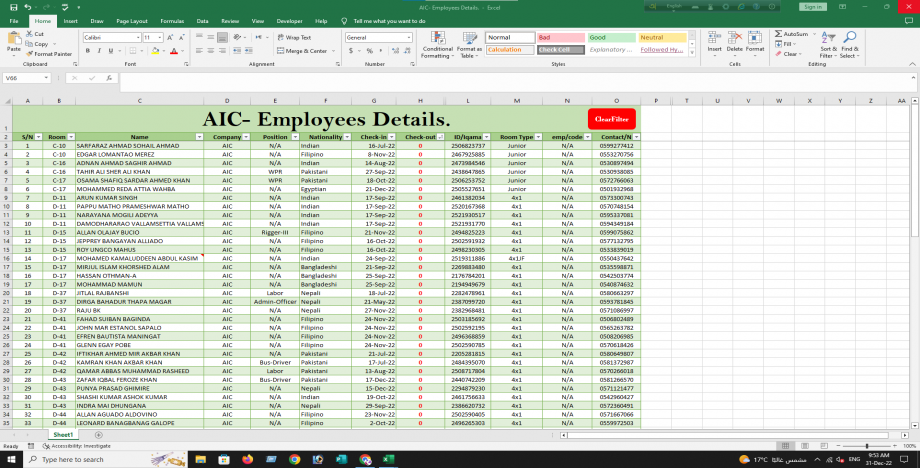 AIC- Employees Details. - Excel
English
Sign in
File Home Insert Draw Page Layout Formulas Data Review View Developer Help Tell me what you want to do
Paste Cut Copy Format Painter Clipboard
Calibri 11 B I U Font
Wrap Text Merge & Center Alignment
General $ % Number
Conditional Formatting Format as Table
Normal Bad Good Neutral
Calculation Check Cell Explanatory ... Followed Hy...
Styles
Insert Delete Format Cells
AutoSum Fill Clear Sort & Filter Find & Select Editing
V66
A B C D E F G H L M N O P T U V W X Y Z AA
AIC- Employees Details. ClearFilter
S/N Room Name Company Position Nationality Check-in Check-out ID/Iqama Room Type emp/code Contact/N
1 C-10 SARFARAZ AHMAD SOHAIL AHMAD AIC N/A Indian 16-Jul-22 0 2506823737 Junior N/A 0599277412
2 C-10 EDGAR LOMANTAO MEREZ AIC N/A Filipino 8-Nov-22 0 2467925885 Junior N/A 0553270756
3 C-16 ADNAN AHMAD SAGHIR AHMAD AIC N/A Indian 14-Aug-22 0 2473984546 Junior N/A 0530897494
4 C-16 TAHIR ALI SHER ALI KHAN AIC WPR Pakistani 27-Sep-22 0 2438647865 Junior N/A 0530938085
5 C-17 OSAMA SHAFIQ SARDAR AHMED KHAN AIC WPR Pakistani 18-Oct-22 0 2506253752 Junior N/A 0572766063
6 C-17 MOHAMMED REDA ATTIA WAHBA AIC N/A Egyptian 21-Dec-22 0 2505527651 Junior N/A 0501932968
7 D-11 ARUN KUMAR SINGH AIC N/A Indian 17-Sep-22 0 2461382034 4x1 N/A 0573300743
8 D-11 PAPPU MATHO PRAMESHWAR MATHO AIC N/A Indian 17-Sep-22 0 2520167368 4x1 N/A 0570748154
9 D-11 NARAYANA MOGILI ADEYYA AIC N/A Indian 17-Sep-22 0 2521930517 4x1 N/A 0595337081
10 D-11 DAMODHARARAO VALLAMSETTIA VALLAMS AIC N/A Indian 17-Sep-22 0 2521931770 4x1 N/A 0594349184
11 D-15 ALLAN OLAJAY BUCIO AIC Rigger-III Filipino 21-Nov-22 0 2494825223 4x1 N/A 0599075862
12 D-15 JEPPREY BANGAYAN ALLIADO AIC N/A Filipino 16-Oct-22 0 2502591932 4x1 N/A 0577132795
13 D-15 ROY UNGCO MAHUS AIC N/A Filipino 16-Oct-22 0 2498230305 4x1 N/A 0533839019
14 D-17 MOHAMED KAMALUDDEEN ABDUL KASIM AIC N/A Indian 24-Sep-22 0 2519311886 4x1JF N/A 0550437642
15 D-17 MIRJUL ISLAM KHORSHED ALAM AIC N/A Bangladeshi 21-Sep-22 0 2269883480 4x1 N/A 0535598871
16 D-17 HASSAN OTHMAN-A AIC N/A Bangladeshi 25-Sep-22 0 2176784201 4x1 N/A 0542503774
17 D-17 MOHAMMAD MAMUN AIC N/A Bangladeshi 25-Sep-22 0 2194949679 4x1 N/A 0540874632
18 D-37 JITLAL RAJBANSHI AIC Labor Nepali 18-Jul-22 0 2282478961 4x1 N/A 0580663297
19 D-37 DIRGA BAHADUR THAPA MAGAR AIC Admin-Officer Nepali 21-May-22 0 2387099720 4x1 N/A 0593781845
20 D-37 RAJU BK AIC N/A Nepali 27-Nov-22 0 2382968481 4x1 N/A 0571086997
21 D-41 FAHAD SUIBAN BAGINDA AIC N/A Filipino 24-Nov-22 0 2503185692 4x1 N/A 0506802489
22 D-41 JOHN MAR ESTANOL SAPALO AIC N/A Filipino 24-Nov-22 0 2502592195 4x1 N/A 0565263782
23 D-41 EFREN BAUTISTA MANINGAT AIC N/A Filipino 24-Nov-22 0 2496368859 4x1 N/A 0508206985
24 D-41 GLENN EGAY POBE AIC N/A Filipino 24-Nov-22 0 2502590785 4x1 N/A 0570618426
25 D-42 IFTIKHAR AHMED MIR AKBAR KHAN AIC N/A Pakistani 21-Jul-22 0 2205281815 4x1 N/A 0580649807
26 D-42 KAMRAN KHAN AKBAR KHAN AIC Bus-Driver Pakistani 17-Jul-22 0 2484395070 4x1 N/A 0581372987
27 D-42 QAMAR ABBAS MUHAMMAD RASHEED AIC Labor Pakistani 13-Aug-22 0 2508717804 4x1 N/A 0570266018
28 D-43 ZAFAR IQBAL FEROZE KHAN AIC Bus-Driver Pakistani 17-Dec-22 0 2440742209 4x1 N/A 0581266570
29 D-43 PUNYA PRASAD GHIMIRE AIC N/A Nepali 15-Dec-22 0 2294879230 4x1 N/A 0571121477
30 D-43 SHASHI KUMAR ASHOK KUMAR AIC N/A Indian 19-Oct-22 0 2461756633 4x1 N/A 0542960427
31 D-43 INDRA MAI DHUNGANA AIC N/A Nepali 29-Sep-22 0 2386620732 4x1 N/A 0572360491
32 D-44 ALLAN AGUADO ALDOVINO AIC N/A Filipino 23-Nov-22 0 2502590405 4x1 N/A 0571667066
33 D-44 LEONARD BANAGBANAG GALOPE AIC N/A Filipino 2-Oct-22 0 2496265303 4x1 N/A 0559972503
Sheet1
Ready Accessibility: Investigate 100%
Type here to search 17°C مشمس غالبًا ENG 9:53 AM
31-Dec-22